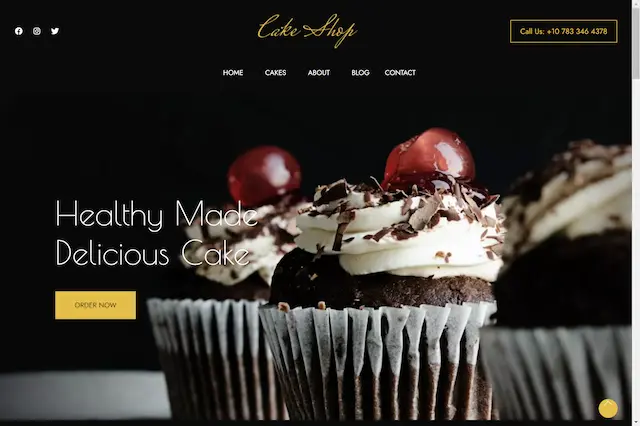 Cake Shop
Call Us: +10 783 346 4378
HOME CAKES ABOUT BLOG CONTACT
Healthy Made
Delicious Cake
ORDER NOW